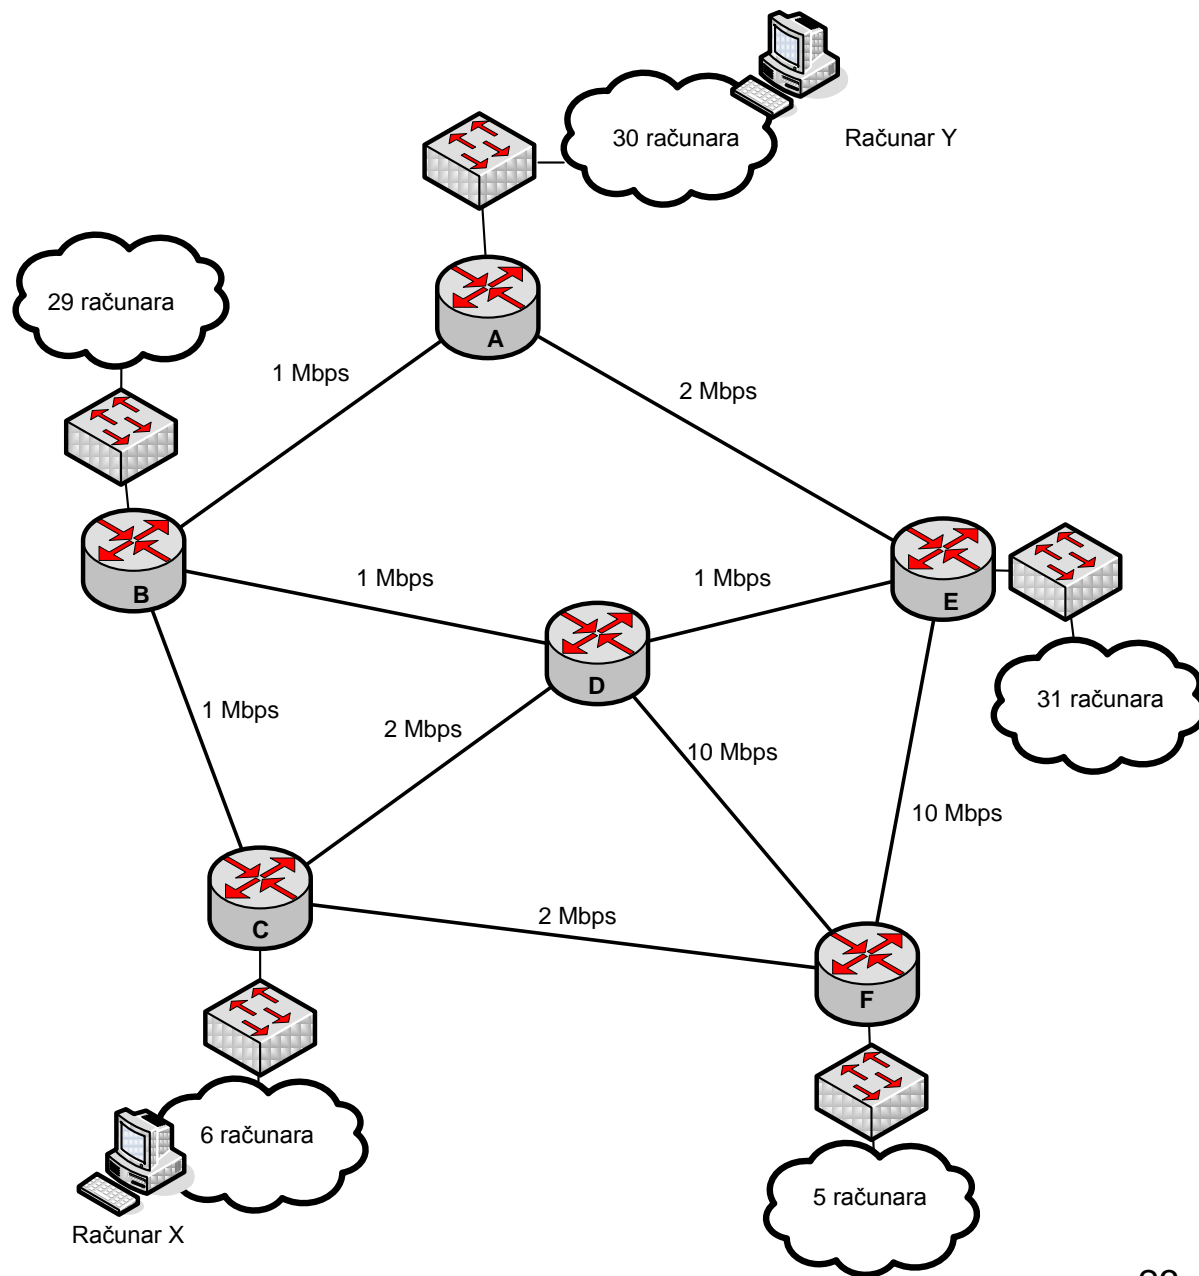 30 računara
Računar Y
29 računara
A
1 Mbps
2 Mbps
B
1 Mbps
1 Mbps
E
D
31 računara
1 Mbps
2 Mbps
10 Mbps
10 Mbps
C
2 Mbps
F
6 računara
5 računara
Računar X